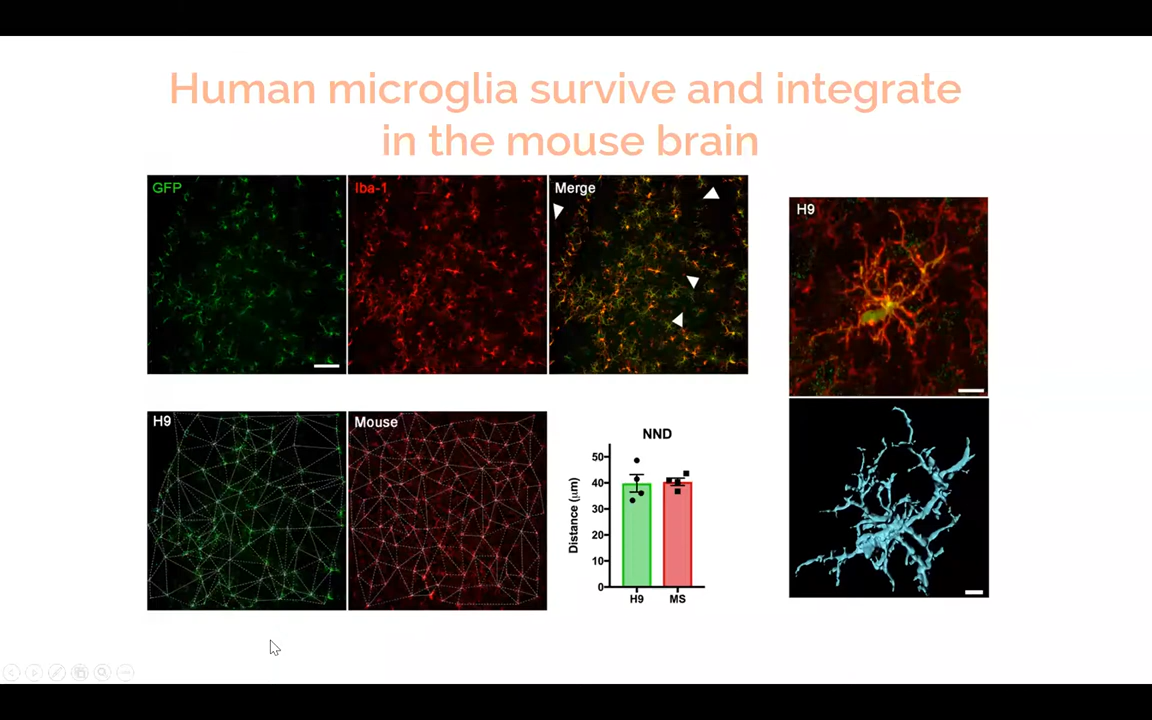 Human microglia survive and integrate
in the mouse brain
GFP
Iba-1
Merge
H9
H9
Mouse
NND
Distance (μm)
50
40
30
20
10
0
H9
MS